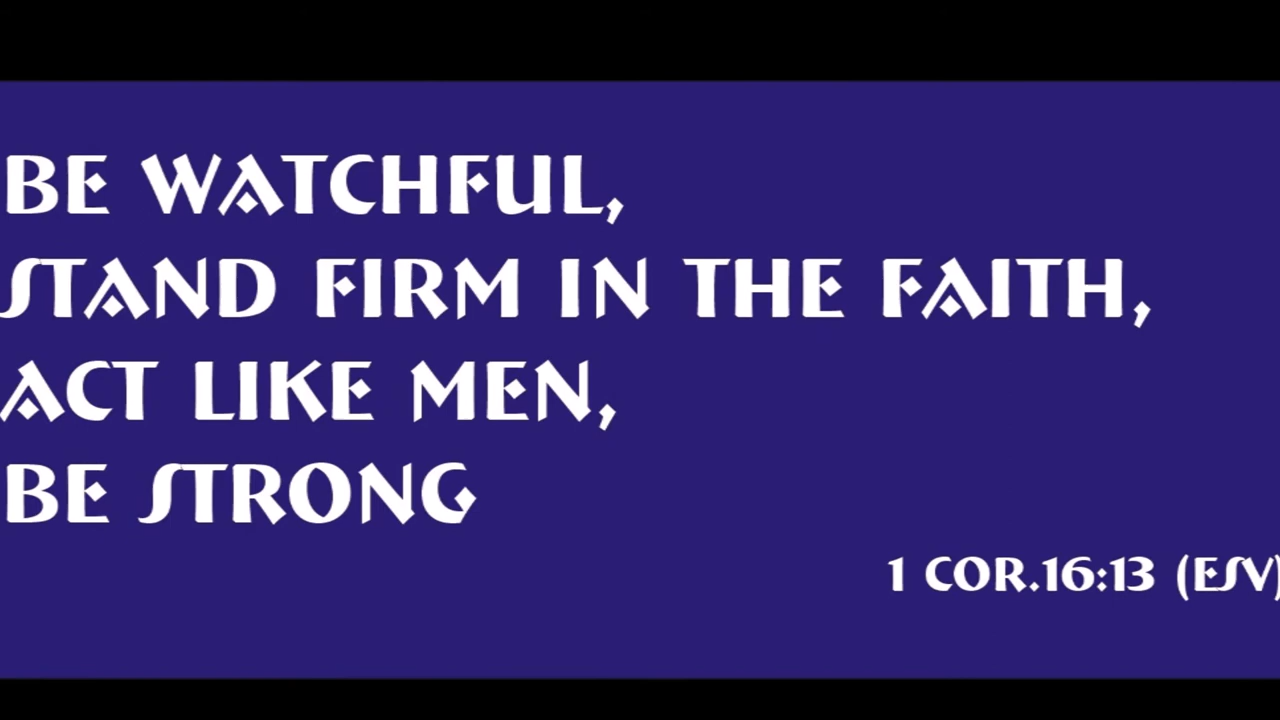 BE WATCHFUL,
STAND FIRM IN THE FAITH,
ACT LIKE MEN,
BE STRONG
1 COR.16:13 (ESV)